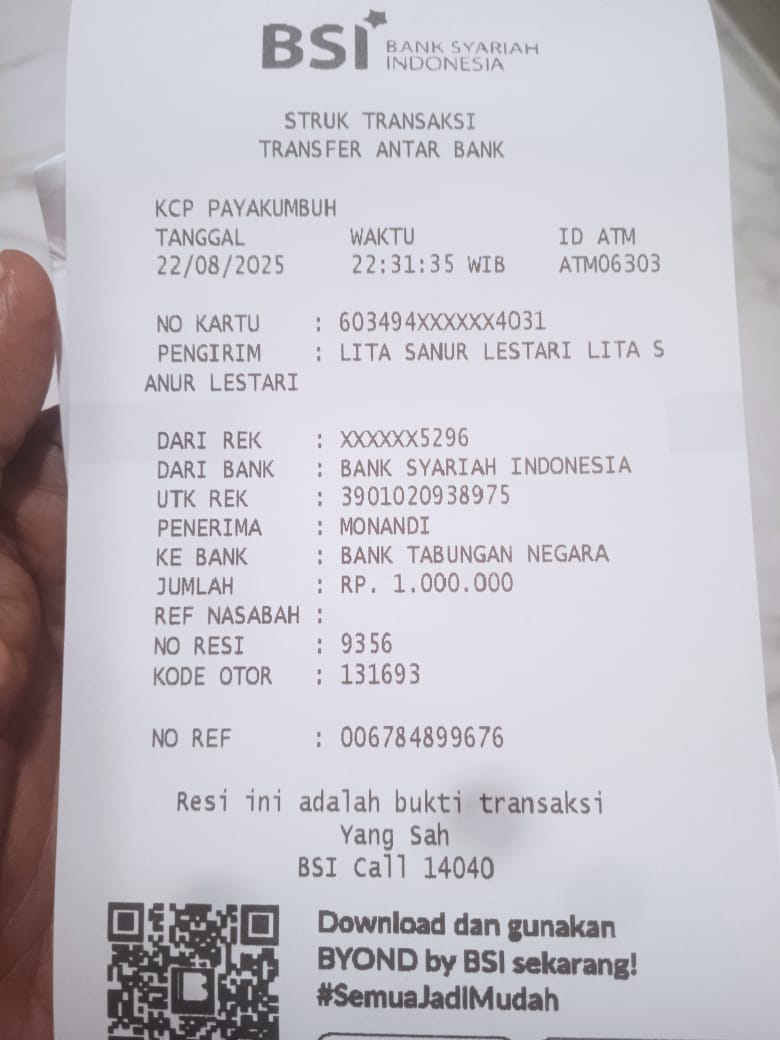 BSI BANK SYARIAH
INDONESIA
STRUK TRANSAKSI
TRANSFER ANTAR BANK
KCP PAYAKUMBUH
TANGGAL WAKTU ID ATM
22/08/2025 22:31:35 WIB ATM06303
NO KARTU : 603494XXXXXX4031
PENGIRIM : LITA SANUR LESTARI LITA S
ANUR LESTARI
DARI REK : XXXXXX5296
DARI BANK : BANK SYARIAH INDONESIA
UTK REK : 3901020938975
PENERIMA : MONANDI
KE BANK : BANK TABUNGAN NEGARA
JUMLAH : RP. 1.000.000
REF NASABAH :
NO RESI : 9356
KODE OTOR : 131693
NO REF : 006784899676
Resi ini adalah bukti transaksi
Yang Sah
BSI Call 14040
Download dan gunakan
BYOND by BSI sekarang!
#SemuaJadiMudah